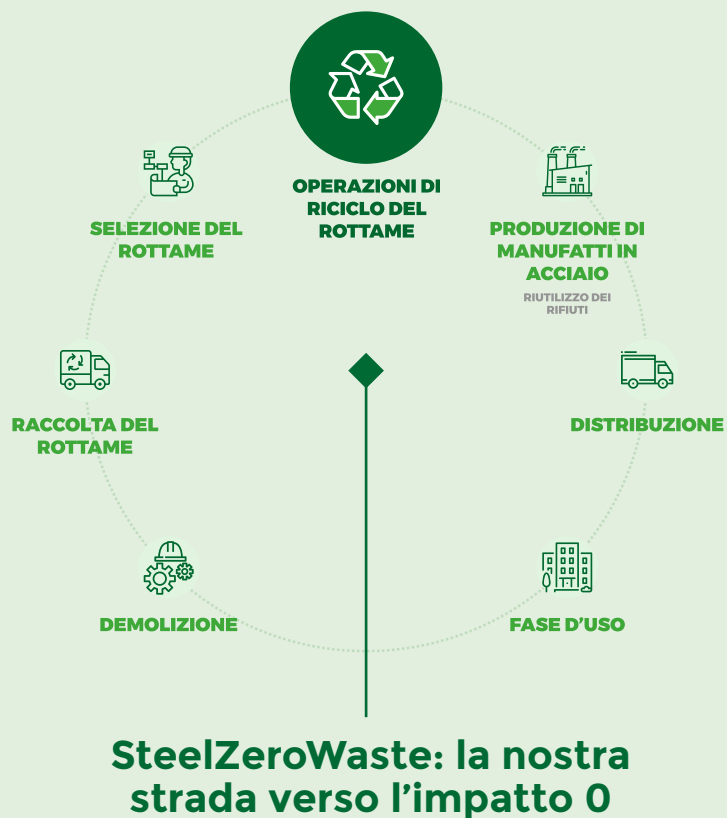 OPERAZIONI DI
RICICLO DEL
ROTTAME
SELEZIONE DEL
ROTTAME
PRODUZIONE DI
MANUFATTI IN
ACCIAIO
RIUTILIZZO DEI
RIFIUTI
RACCOLTA DEL
ROTTAME
DISTRIBUZIONE
DEMOLIZIONE
FASE D’USO
SteelZeroWaste: la nostra
strada verso l’impatto 0